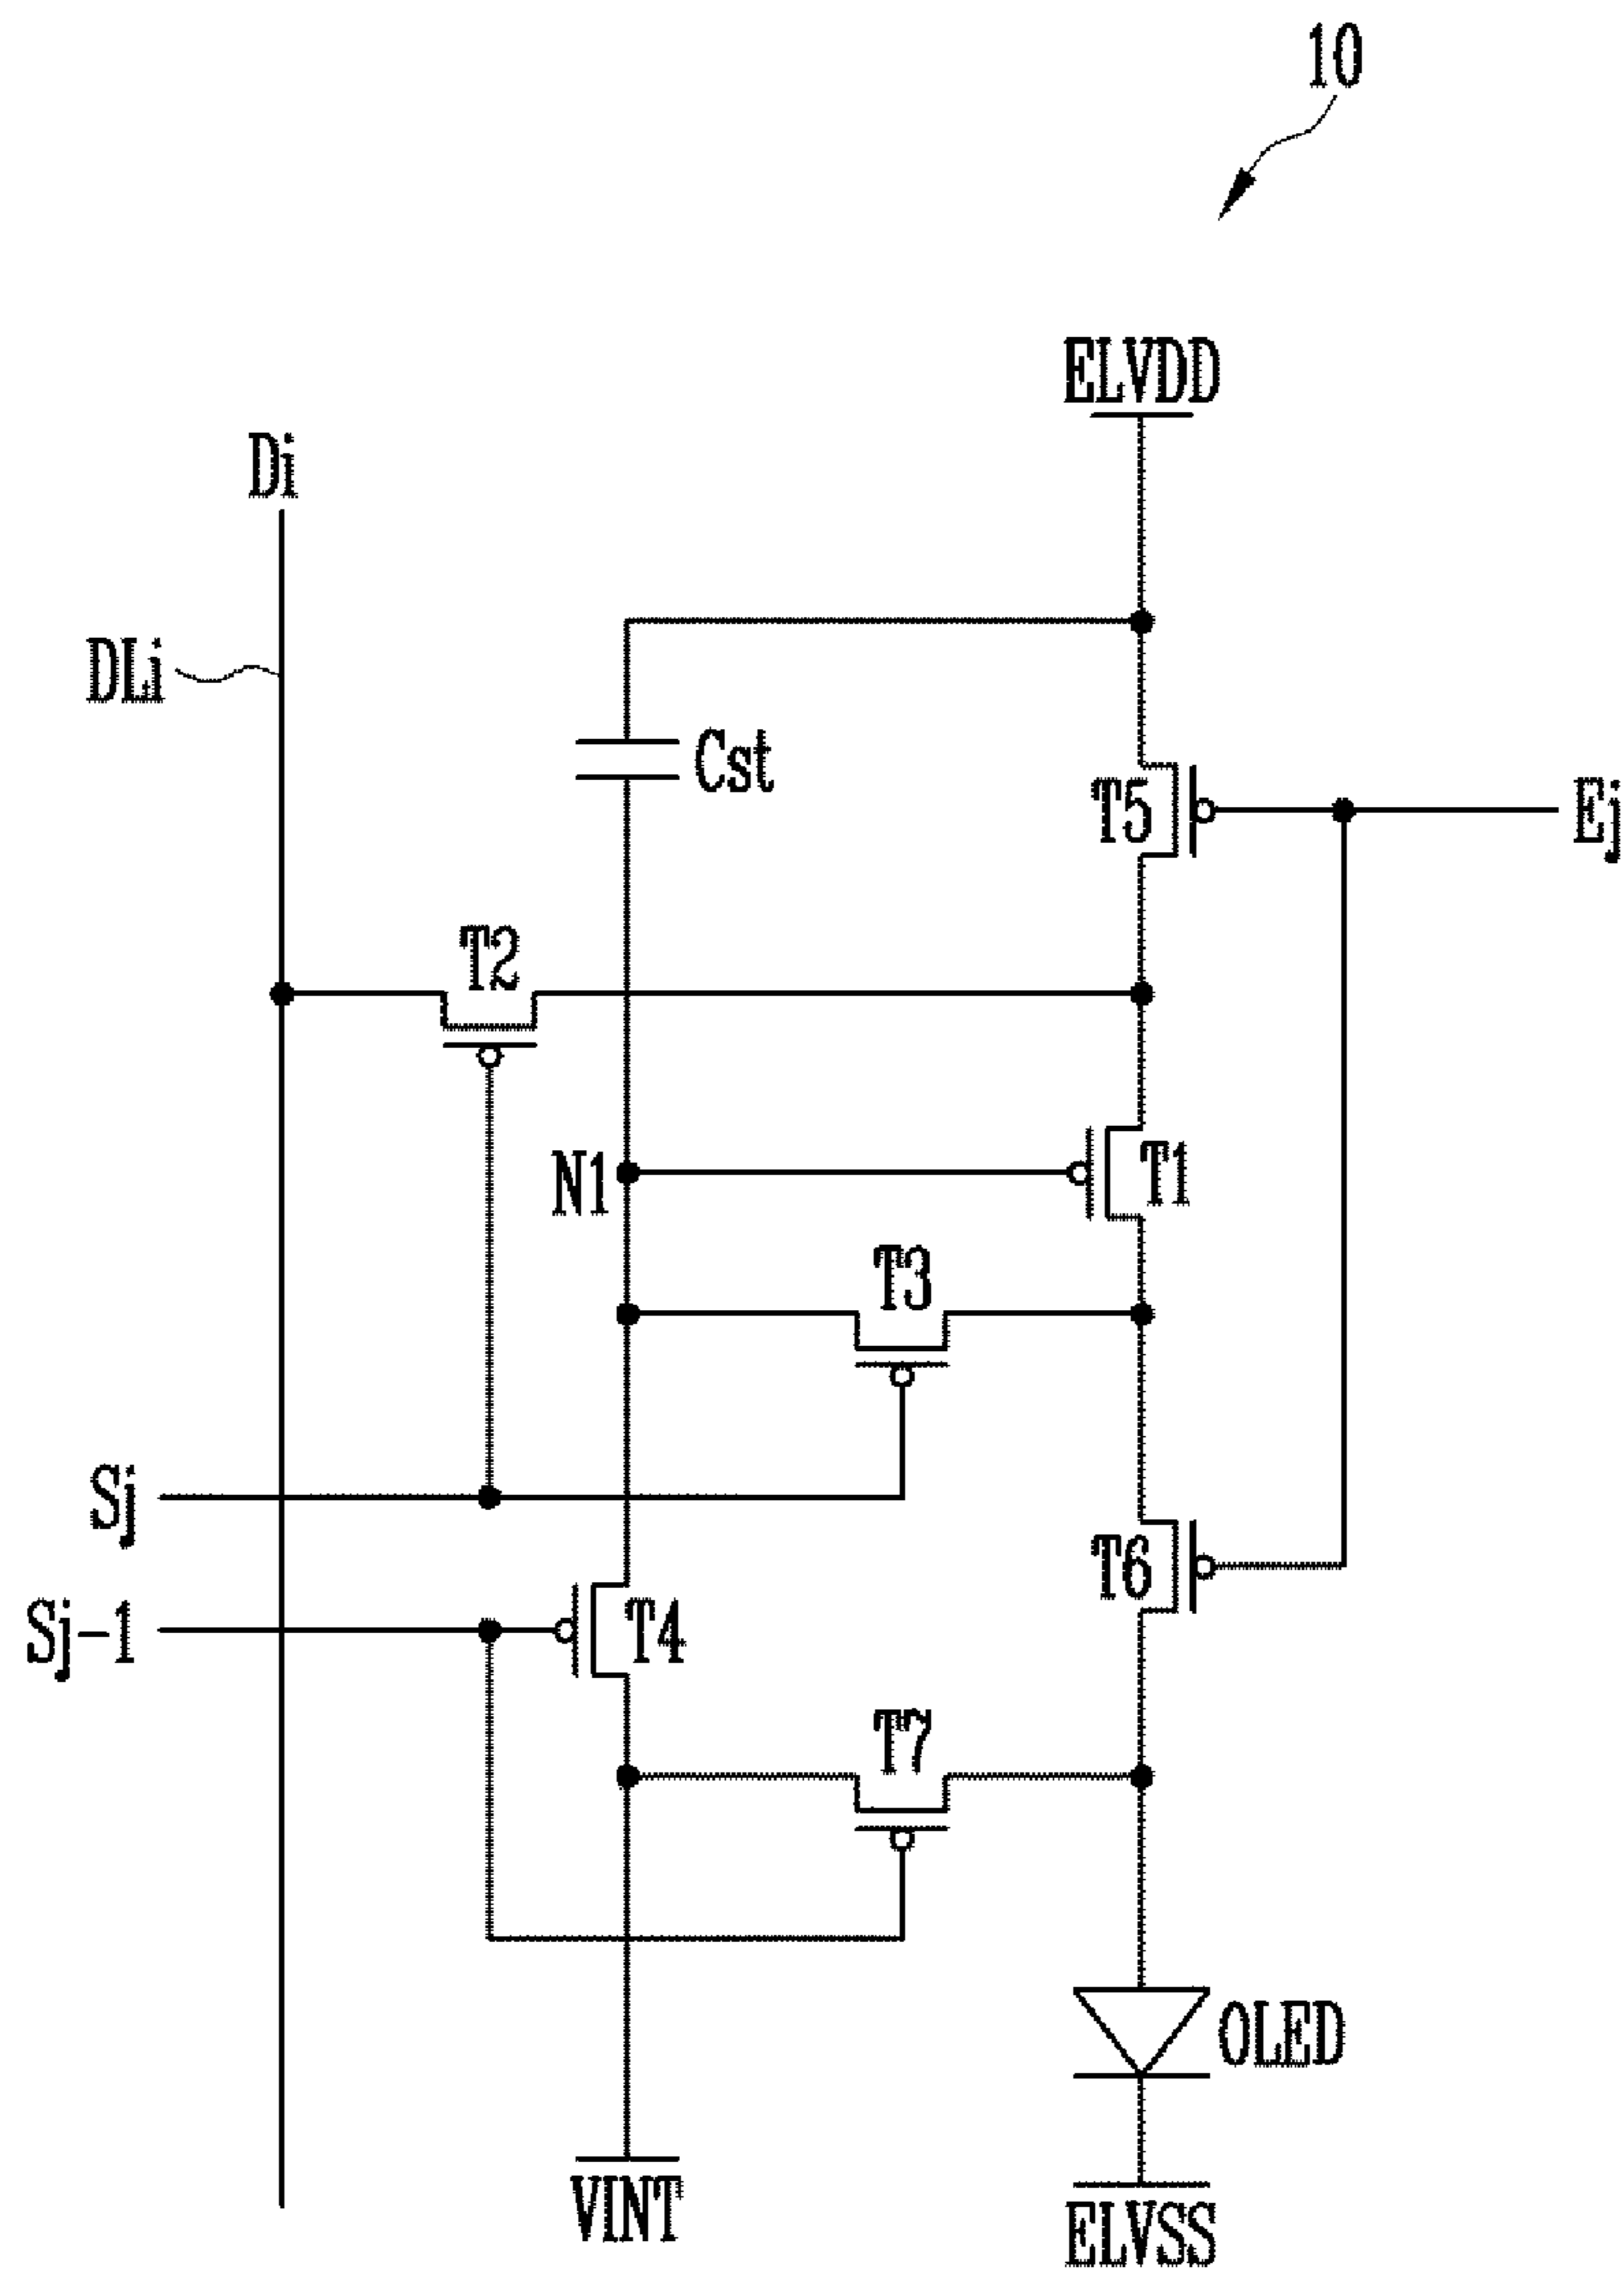 10
ELVDD
Di
DLi
Cst
T5
Ej
T2
N1
T1
T3
Sj
T6
Sj-1
T4
T7
OLED
VINT
ELVSS